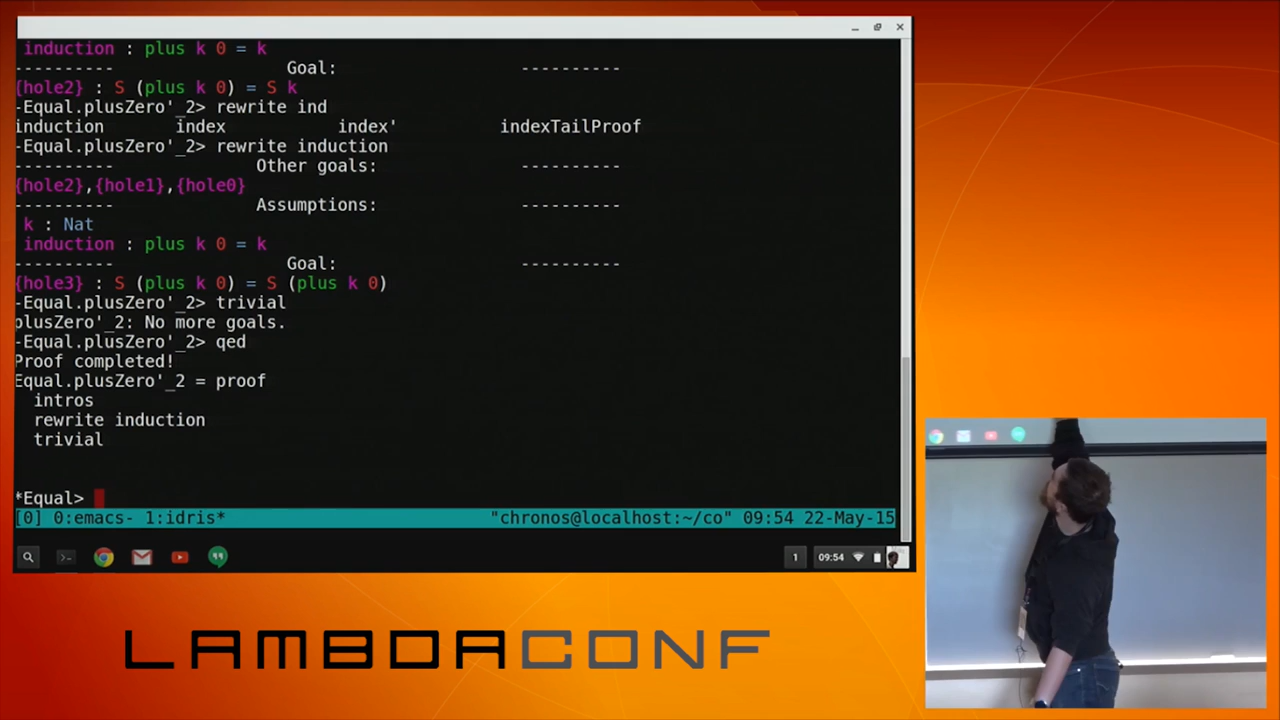 induction : plus k 0 = k
---------- Goal: ----------
{hole2} : S (plus k 0) = S k
-Equal.plusZero'_2> rewrite ind
induction index index' indexTailProof
-Equal.plusZero'_2> rewrite induction
---------- Other goals: ----------
{hole2},{hole1},{hole0}
---------- Assumptions: ----------
k : Nat
induction : plus k 0 = k
---------- Goal: ----------
{hole3} : S (plus k 0) = S (plus k 0)
-Equal.plusZero'_2> trivial
plusZero'_2: No more goals.
-Equal.plusZero'_2> qed
Proof completed!
Equal.plusZero'_2 = proof
intros
rewrite induction
trivial
*Equal>
[0] 0:emacs- 1:idris* "chronos@localhost:~/co" 09:54 22-May-15
1 09:54
LAMBDACONF